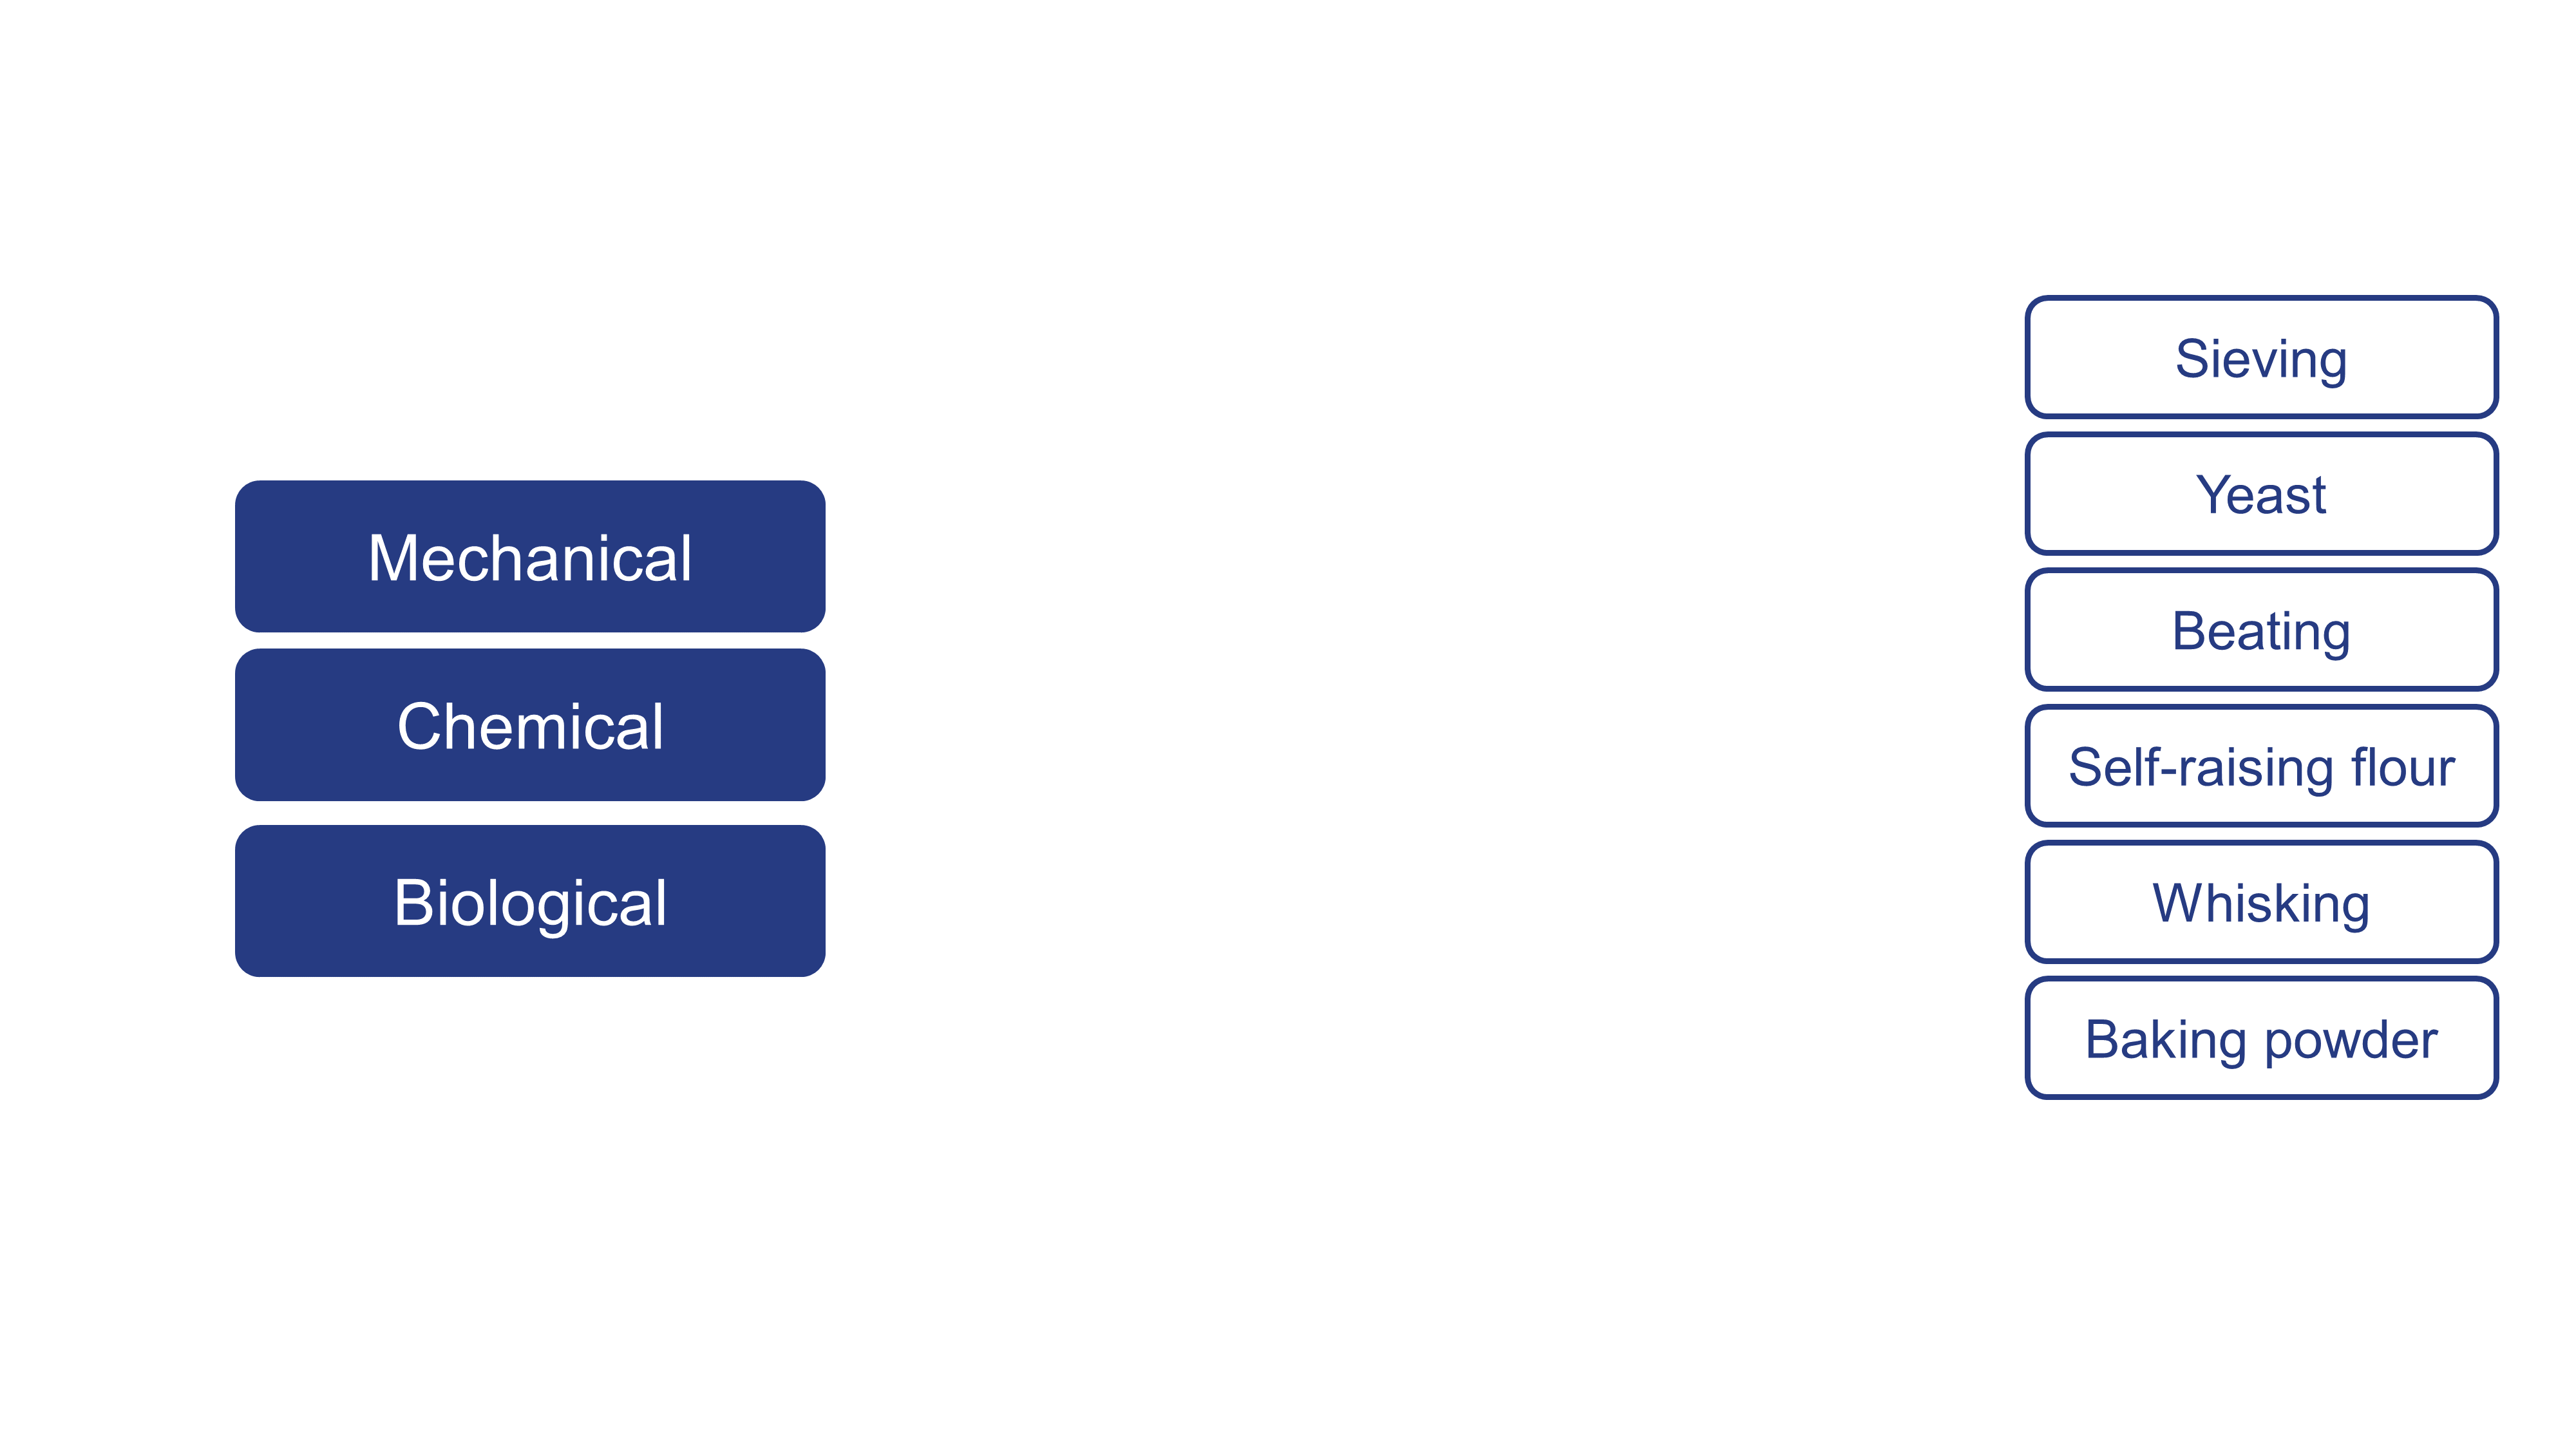 Mechanical
Chemical
Biological
Sieving
Yeast
Beating
Self-raising flour
Whisking
Baking powder